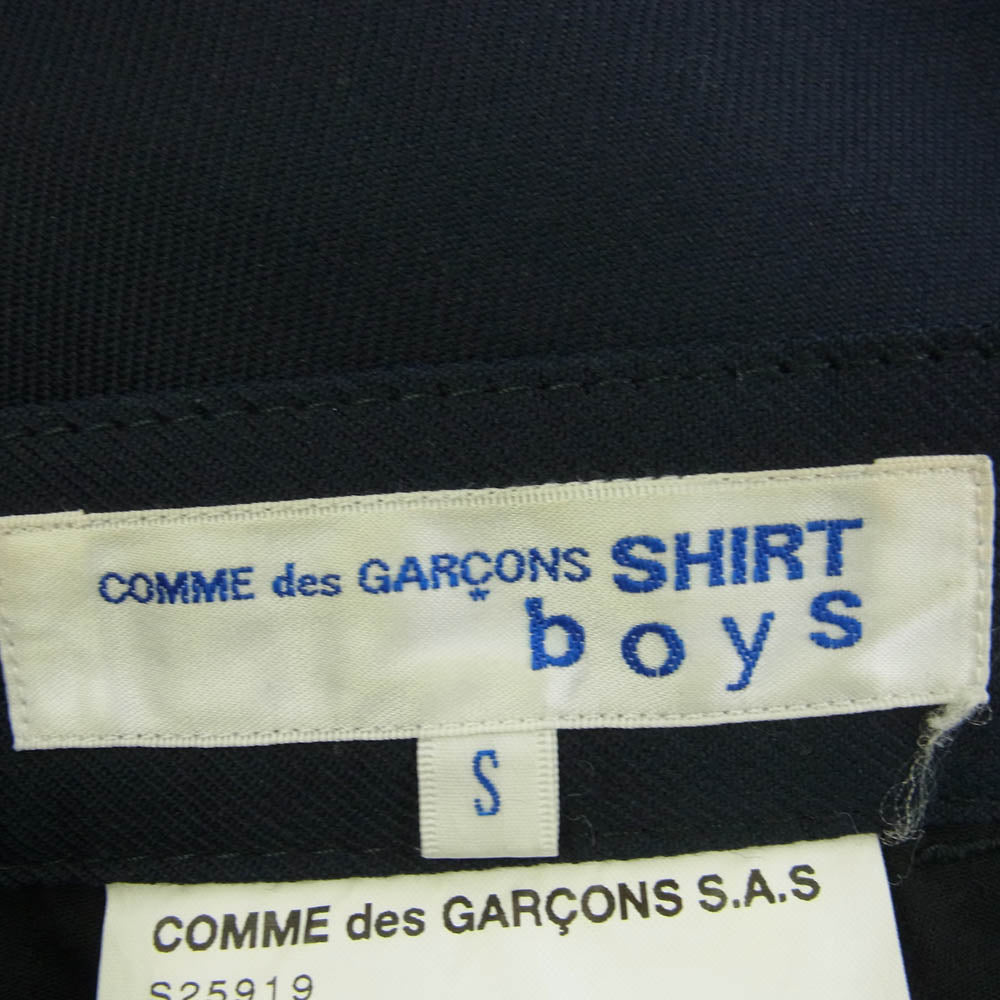 COMME des GARÇONS SHIRT
boys
S
COMME des GARÇONS S.A.S
S25919